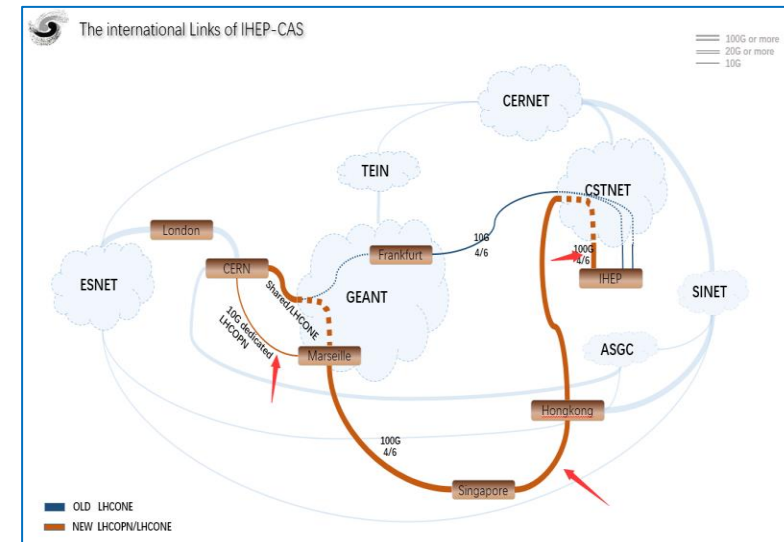 The international Links of IHEP-CAS
100G or more
20G or more
10G
CERNET
TEIN
CSTNET
London
10G
4/6
Frankfurt
100G
4/6
CERN
IHEP
ESNET
GEANT
SINET
Shared/LHCONE
10G dedicated
LHCOPN
Marseille
ASGC
Hongkong
100G
4/6
Singapore
OLD LHCONE
NEW LHCOPN/LHCONE